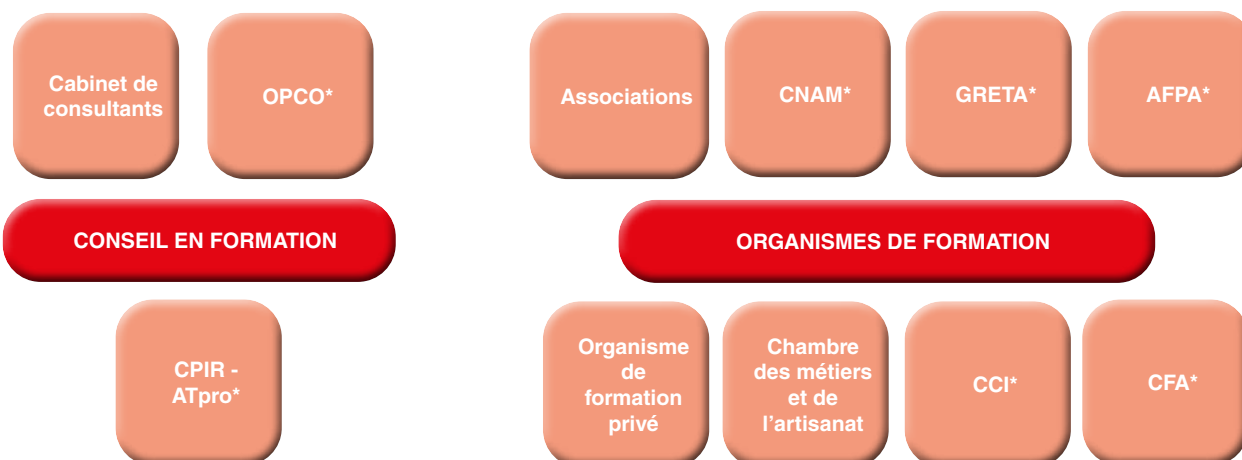 Cabinet de
consultants
OPCO*
CONSEIL EN FORMATION
CPIR -
ATpro*
Associations
CNAM*
GRETA*
AFPA*
ORGANISMES DE FORMATION
Organisme
de
formation
privé
Chambre
des métiers
et de
l'artisanat
CCI*
CFA*